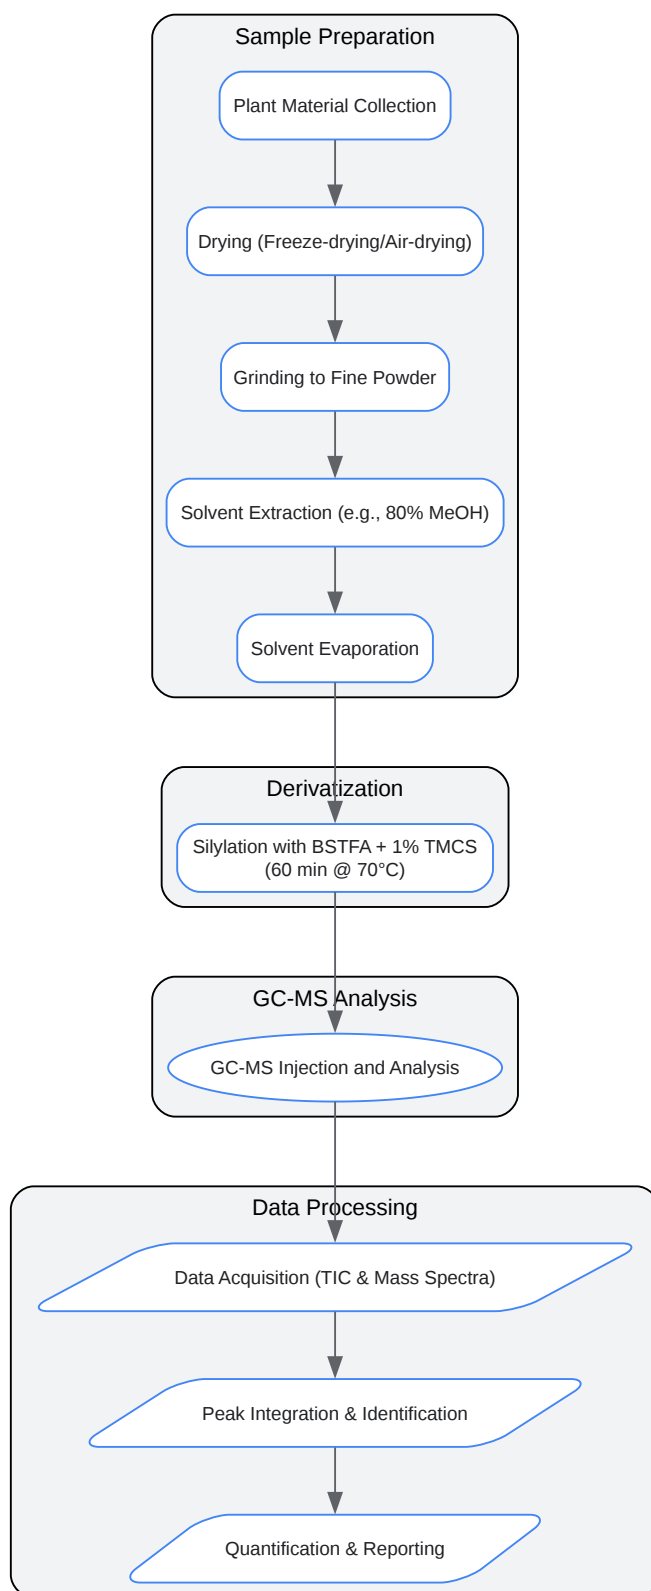 Sample Preparation
Plant Material Collection
Drying (Freeze-drying/Air-drying)
Grinding to Fine Powder
Solvent Extraction (e.g., 80% MeOH)
Solvent Evaporation
Derivatization
Silylation with BSTFA + 1% TMCS
(60 min @ 70°C)
GC-MS Analysis
GC-MS Injection and Analysis
Data Processing
Data Acquisition (TIC & Mass Spectra)
Peak Integration & Identification
Quantification & Reporting